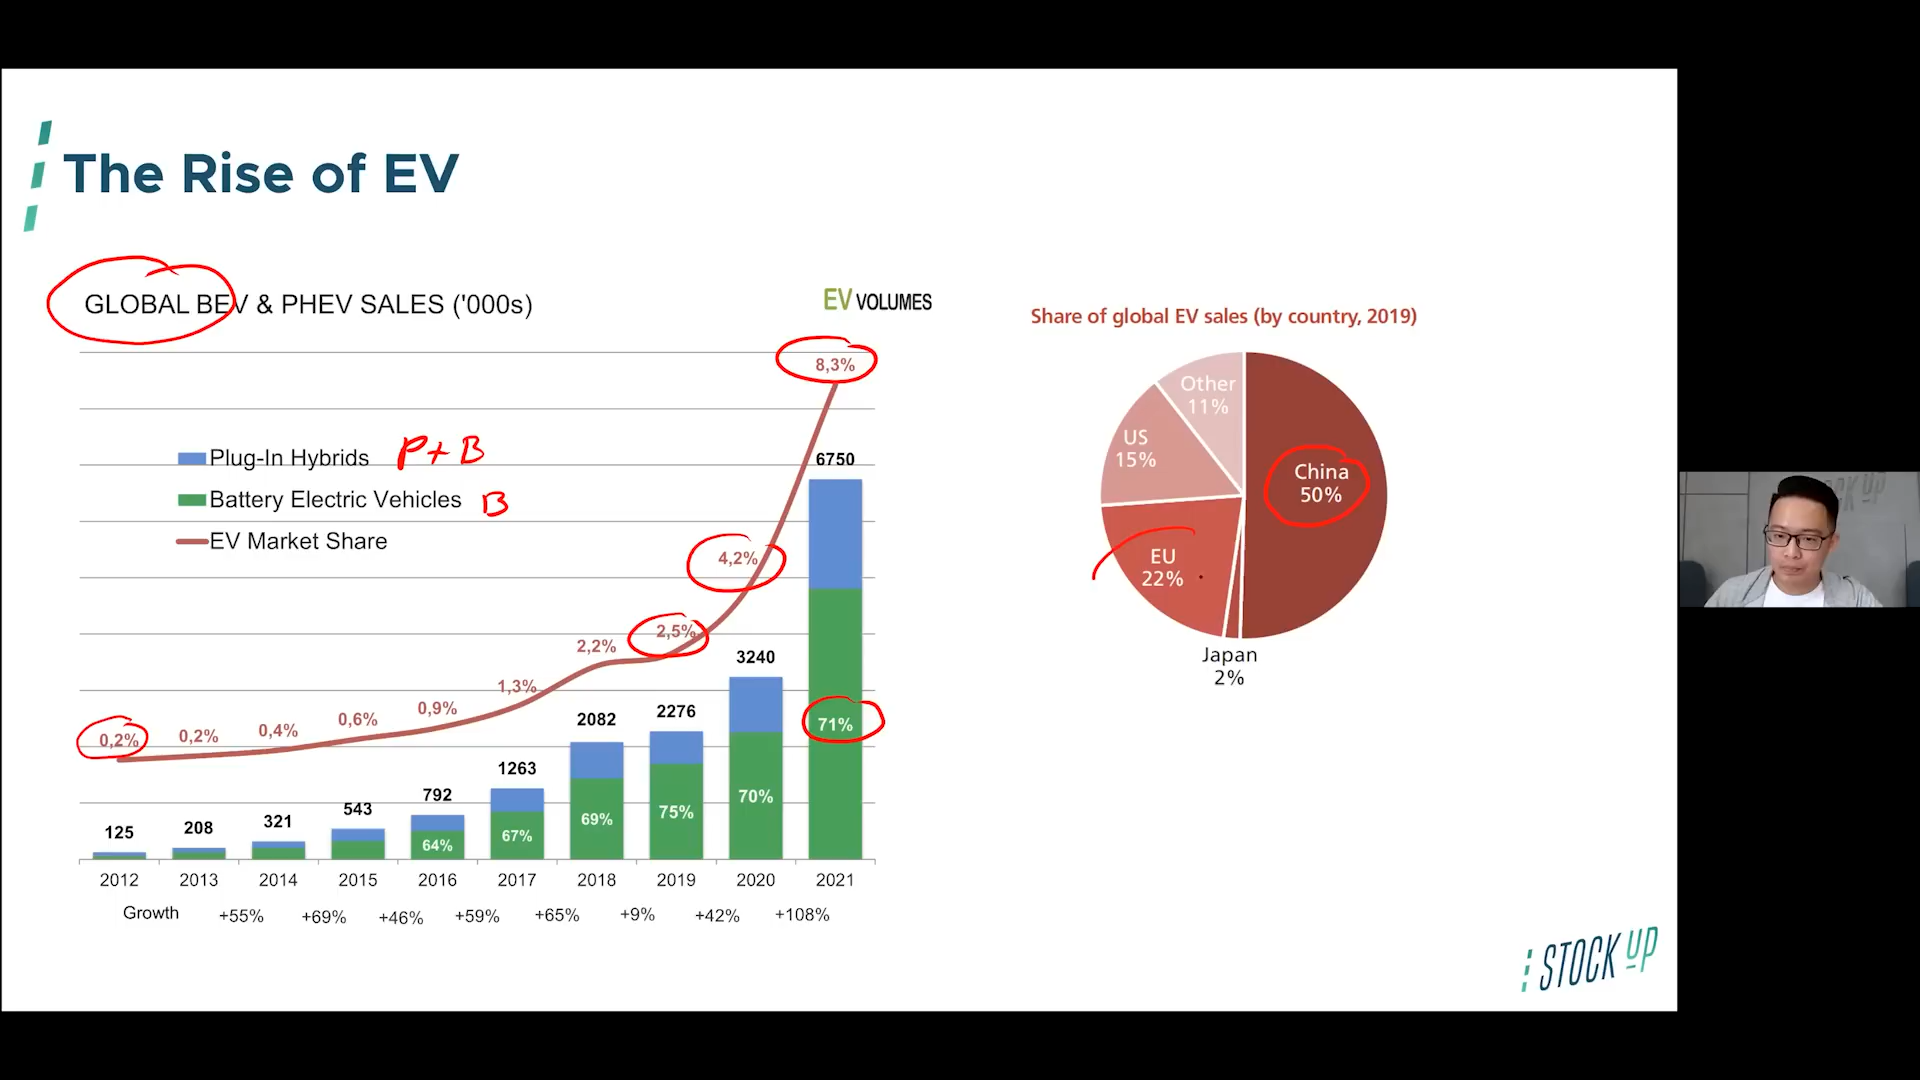 The Rise of EV
GLOBAL BEV & PHEV SALES ('000s)
EV VOLUMES
8,3%
Plug-In Hybrids P+B
Battery Electric Vehicles B
EV Market Share
6750
4,2%
2,5%
2,2%
3240
1,3%
0,9%
0,6%
0,4%
0,2%
0,2%
2276
2082
71%
1263
792
543
321
208
125
70%
75%
69%
67%
64%
2012 2013 2014 2015 2016 2017 2018 2019 2020 2021
Growth +55% +69% +46% +59% +65% +9% +42% +108%
Share of global EV sales (by country, 2019)
Other
11%
US
15%
China
50%
EU
22%
Japan
2%
STOCK UP